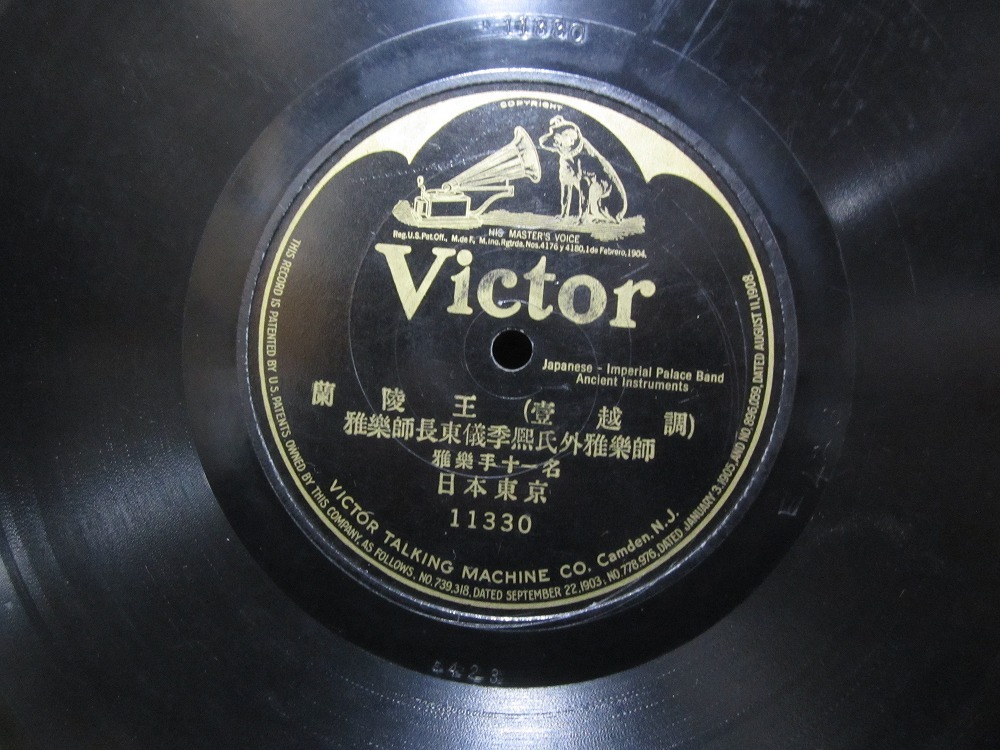 COPYRIGHT
HIS MASTER'S VOICE
Reg.U.S.Pat.Off., M.de F., M.Ino.Rgtrda.Nos.4176 y 4180,1 de Febrero,1904.
Victor
Japanese - Imperial Palace Band
Ancient Instruments
蘭陵王(壹越調)
雅樂師長東儀季熈氏外雅樂師
雅樂手十一名
日本東京
11330
VICTOR TALKING MACHINE CO. Camden.N.J.
THIS RECORD IS PATENTED BY U.S.PATENTS OWNED BY THIS COMPANY, AS FOLLOWS, NO.739,318, DATED SEPTEMBER 22,1903, NO.778,976, DATED JANUARY 3,1905, AND NO.896,059, DATED AUGUST 11,1908.